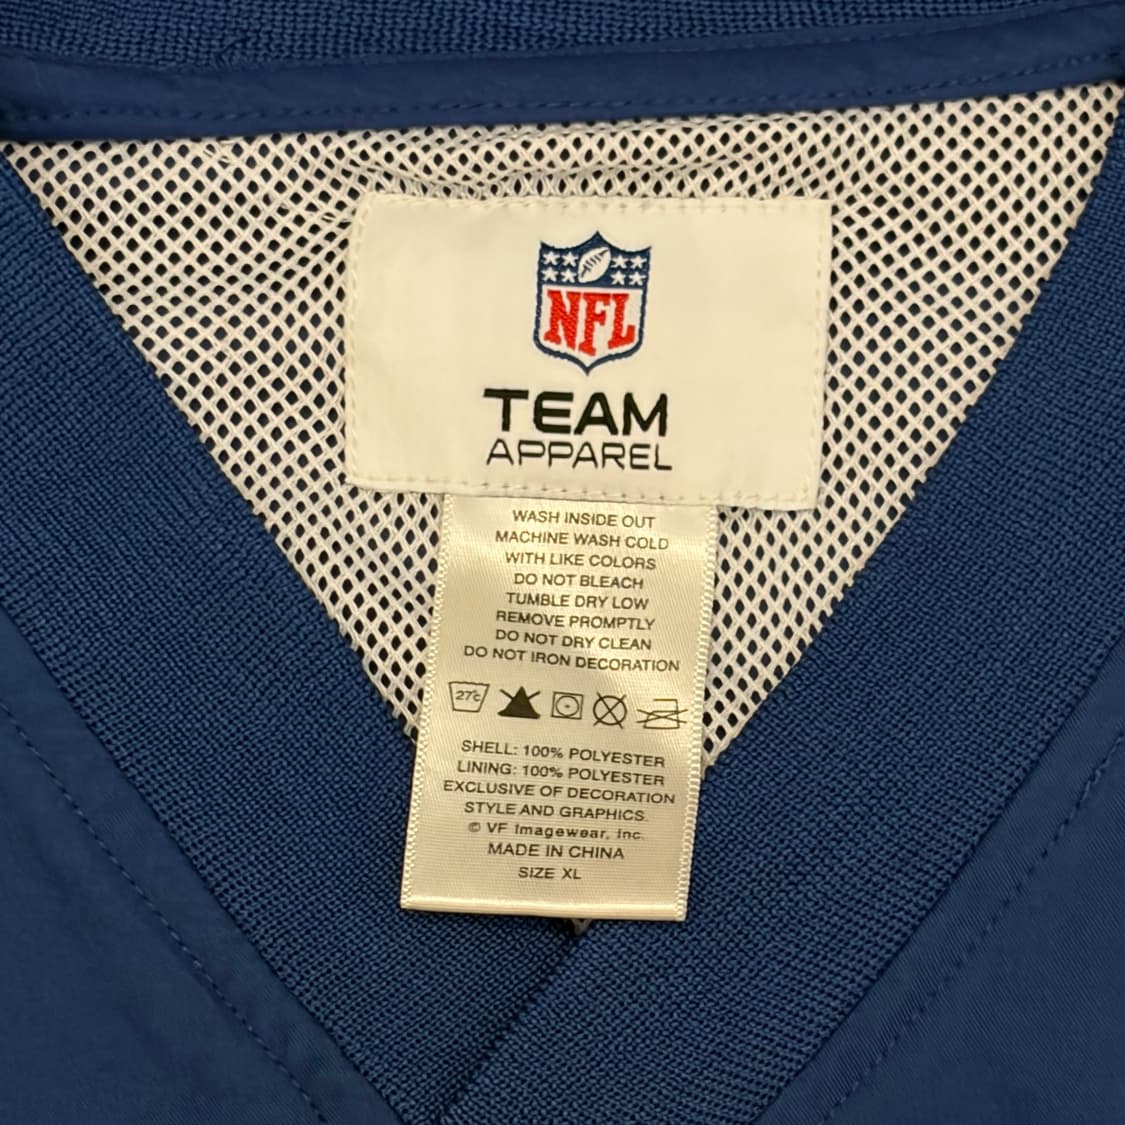 NFL
TEAM
APPAREL
WASH INSIDE OUT
MACHINE WASH COLD
WITH LIKE COLORS
DO NOT BLEACH
TUMBLE DRY LOW
REMOVE PROMPTLY
DO NOT DRY CLEAN
DO NOT IRON DECORATION
27°c
SHELL: 100% POLYESTER
LINING: 100% POLYESTER
EXCLUSIVE OF DECORATION
STYLE AND GRAPHICS.
© VF Imagewear, Inc.
MADE IN CHINA
SIZE XL